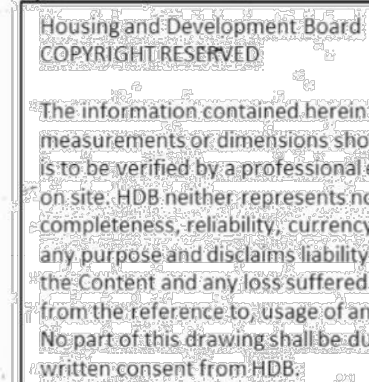 Housing and Development Board
COPYRIGHT RESERVED
The information contained herein
measurements or dimensions sho
is to be verified by a professional e
on site. HDB neither represents no
completeness, reliability, currency
any purpose and disclaims liability
the Content and any loss suffered
from the reference to, usage of an
No part of this drawing shall be du
written consent from HDB.